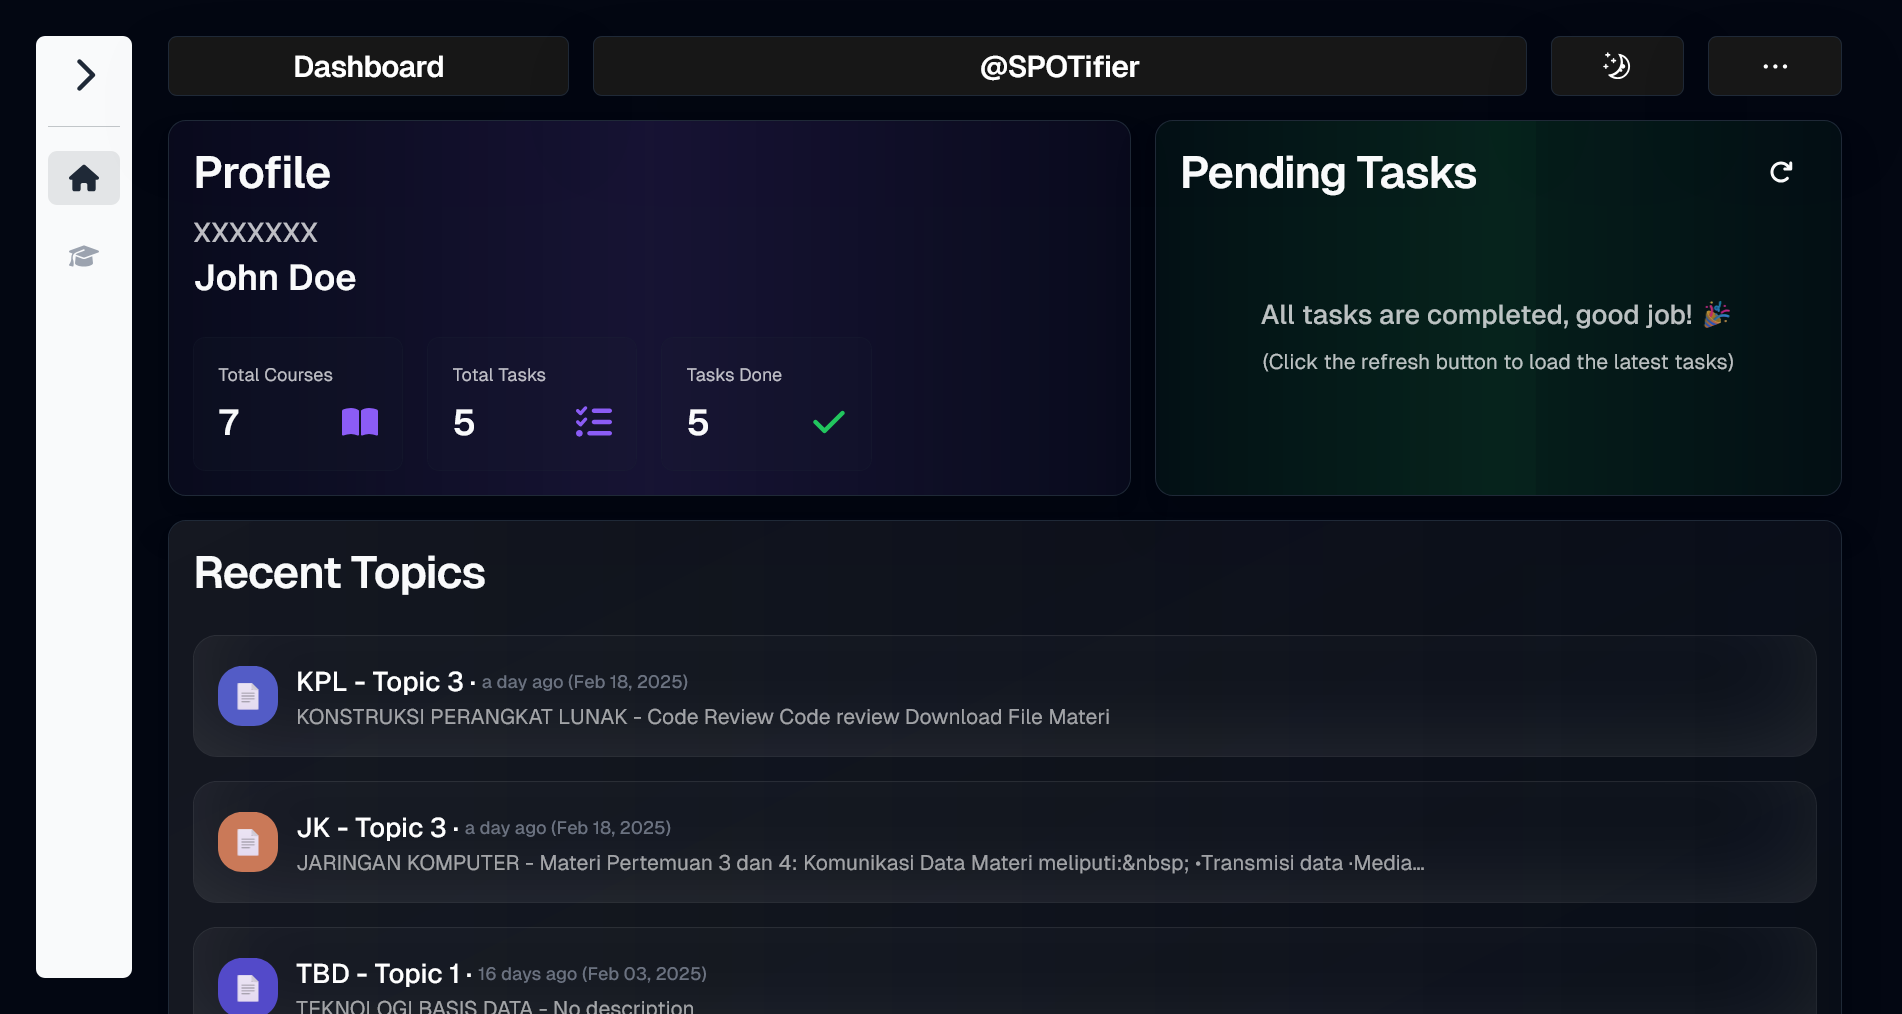 Dashboard
@SPOTifier
Profile
XXXXXXX
John Doe
Total Courses
7
Total Tasks
5
Tasks Done
5
Pending Tasks
All tasks are completed, good job! 🎉
(Click the refresh button to load the latest tasks)
Recent Topics
KPL - Topic 3 · a day ago (Feb 18, 2025)
KONSTRUKSI PERANGKAT LUNAK - Code Review Code review Download File Materi
JK - Topic 3 · a day ago (Feb 18, 2025)
JARINGAN KOMPUTER - Materi Pertemuan 3 dan 4: Komunikasi Data Materi meliputi:&nbsp; •Transmisi data ·Media...
TBD - Topic 1 · 16 days ago (Feb 03, 2025)
TEKNOLOGI BASIS DATA - No description